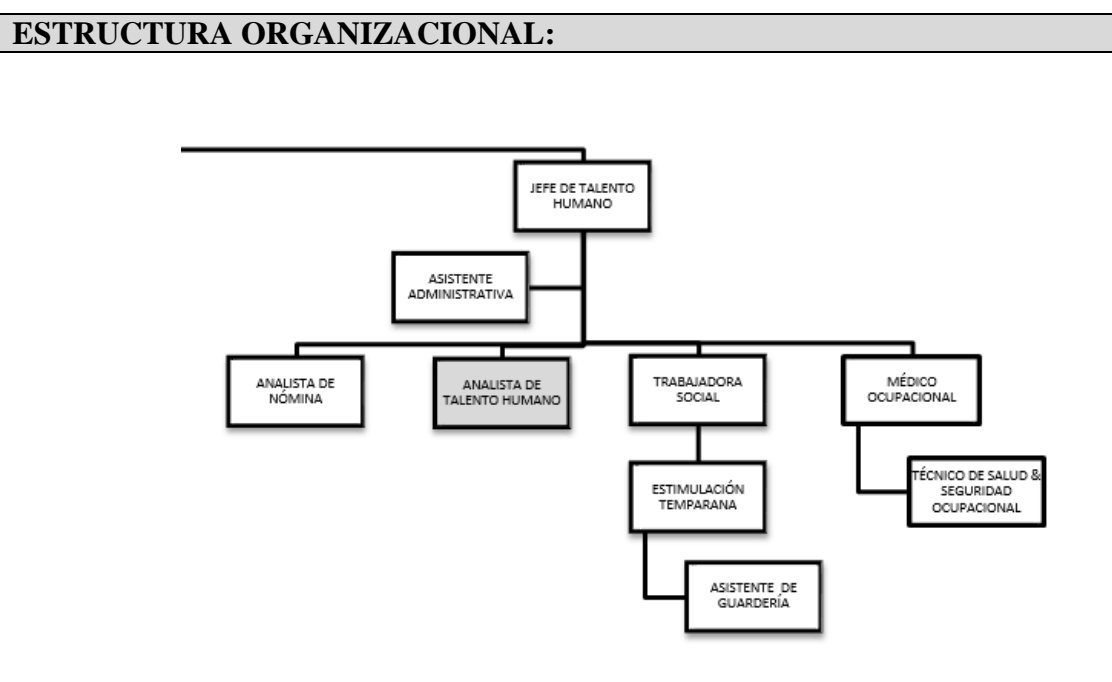 ESTRUCTURA ORGANIZACIONAL:
JEFE DE TALENTO
HUMANO
ASISTENTE
ADMINISTRATIVA
ANALISTA DE
NÓMINA
ANALISTA DE
TALENTO HUMANO
TRABAJADORA
SOCIAL
MÉDICO
OCUPACIONAL
ESTIMULACIÓN
TEMPARANA
TÉCNICO DE SALUD &
SEGURIDAD
OCUPACIONAL
ASISTENTE DE
GUARDERÍA